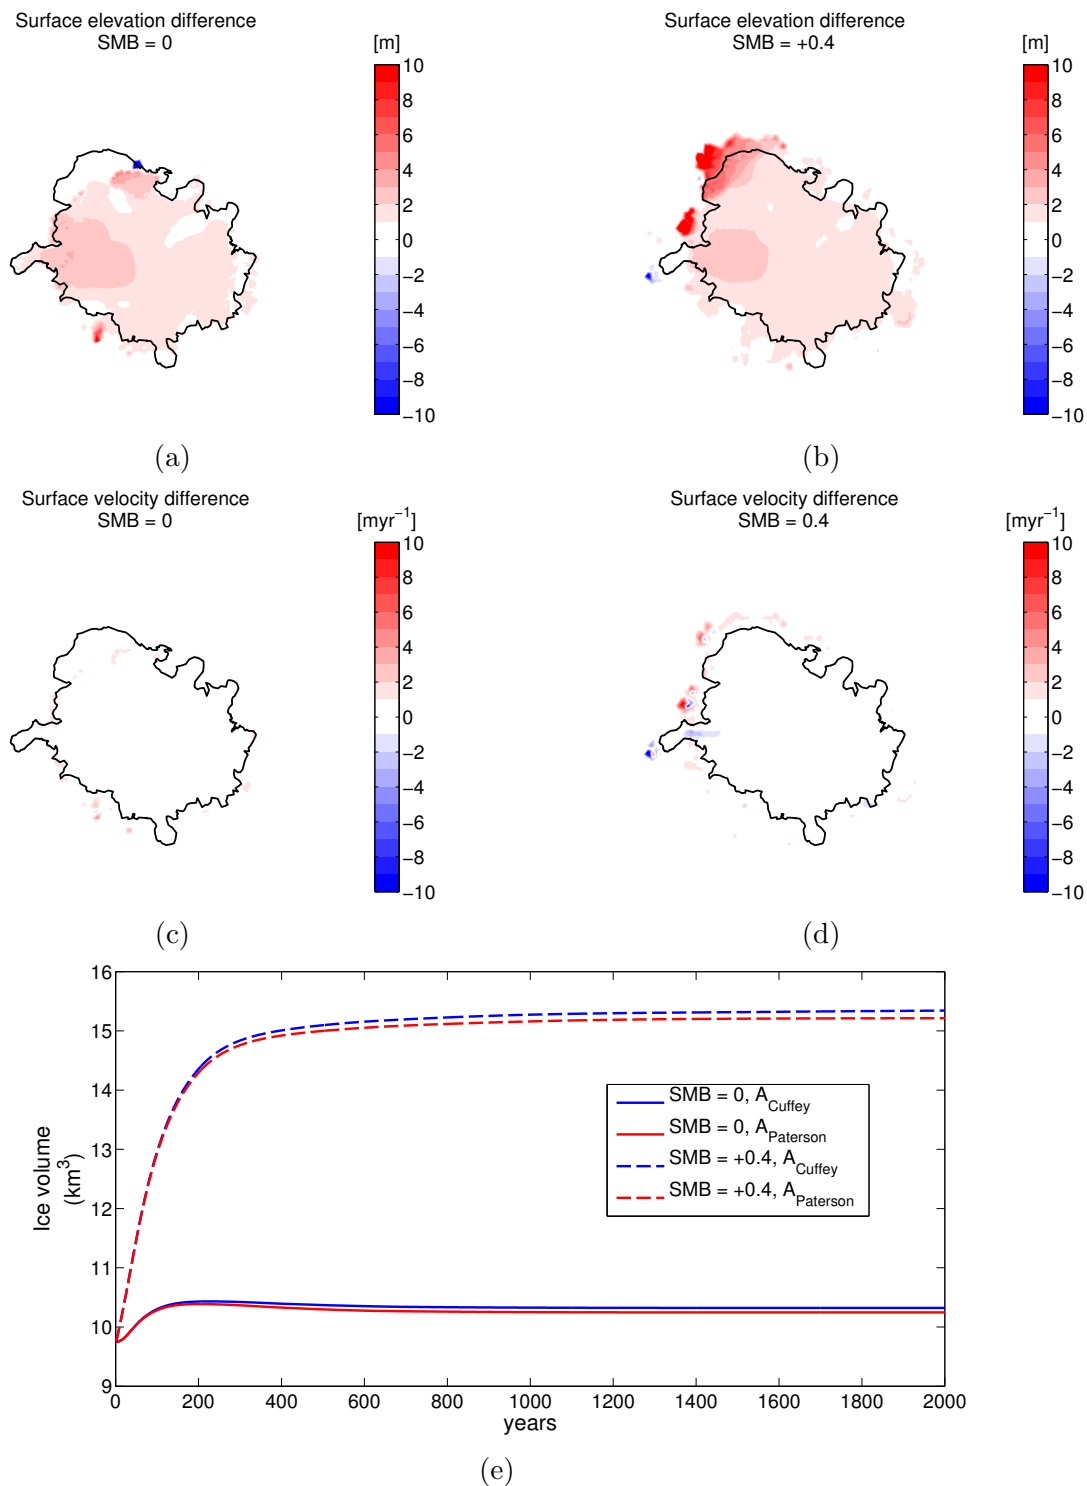 Surface elevation difference
SMB = 0
[m]
10
8
6
4
2
0
−2
−4
−6
−8
−10
(a)
Surface elevation difference
SMB = +0.4
[m]
10
8
6
4
2
0
−2
−4
−6
−8
−10
(b)
Surface velocity difference
SMB = 0
[myr⁻¹]
10
8
6
4
2
0
−2
−4
−6
−8
−10
(c)
Surface velocity difference
SMB = 0.4
[myr⁻¹]
10
8
6
4
2
0
−2
−4
−6
−8
−10
(d)
16
15
14
13
12
11
10
9
Ice volume
(km³)
SMB = 0, A_Cuffey
SMB = 0, A_Paterson
SMB = +0.4, A_Cuffey
SMB = +0.4, A_Paterson
0 200 400 600 800 1000 1200 1400 1600 1800 2000
years
(e)